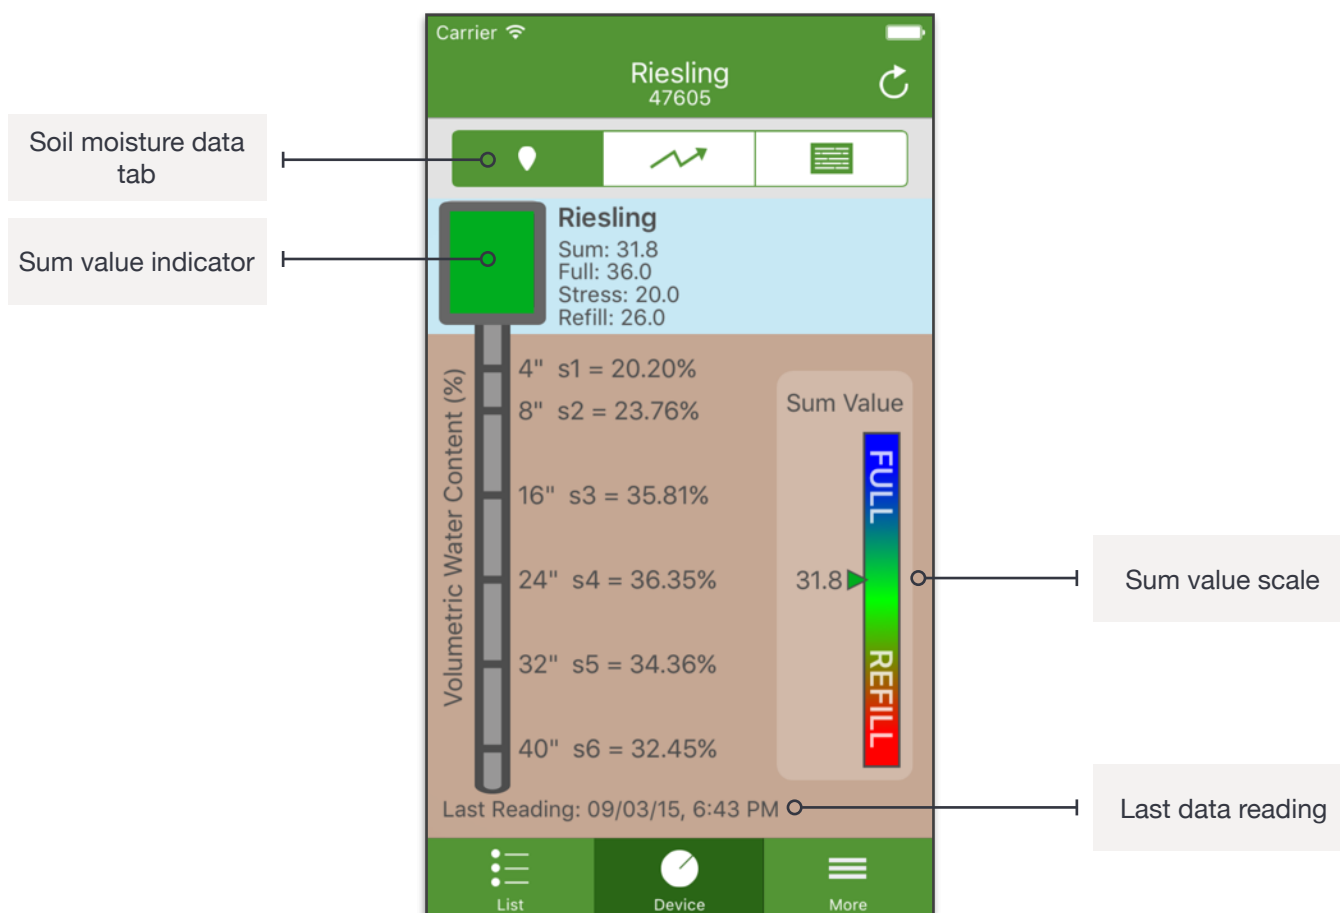 Carrier
Riesling
47605
Soil moisture data
tab
Sum value indicator
Riesling
Sum: 31.8
Full: 36.0
Stress: 20.0
Refill: 26.0
Volumetric Water Content (%)
4" s1 = 20.20%
8" s2 = 23.76%
16" s3 = 35.81%
24" s4 = 36.35%
32" s5 = 34.36%
40" s6 = 32.45%
Sum Value
FULL
31.8
REFILL
Sum value scale
Last Reading: 09/03/15, 6:43 PM
Last data reading
List
Device
More